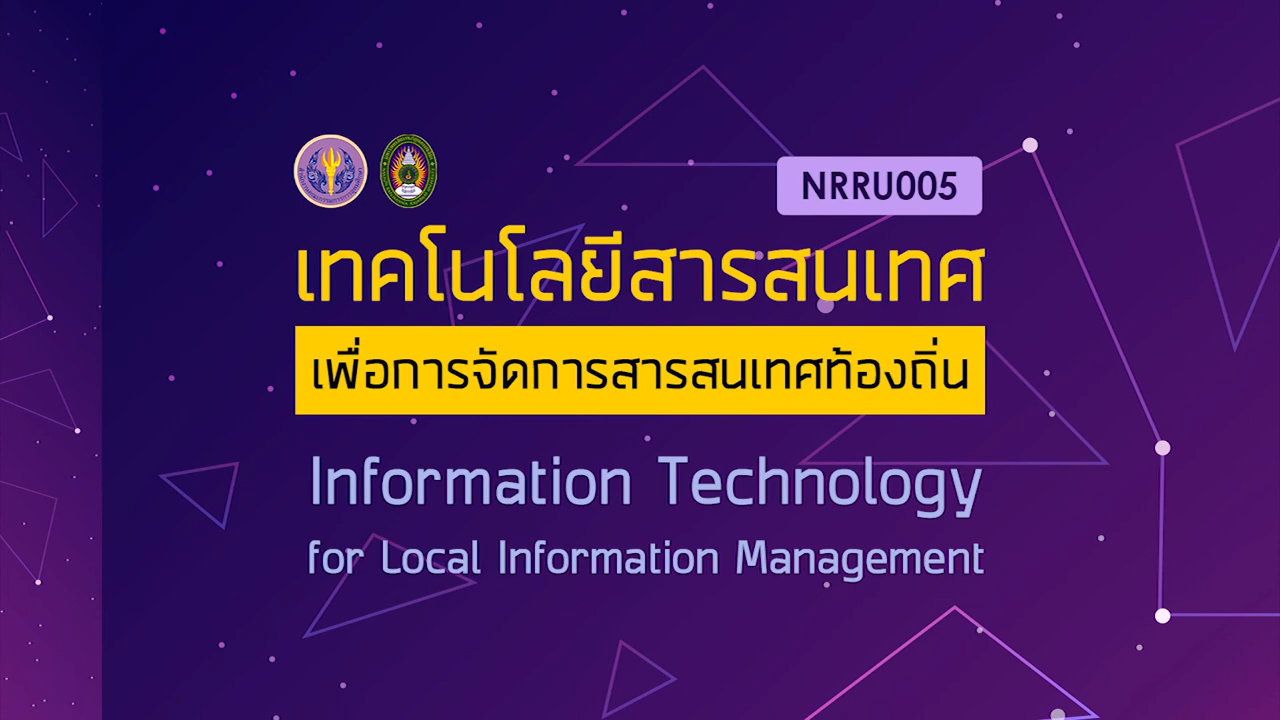 NRRU005
เทคโนโลยีสารสนเทศ
เพื่อการจัดการสารสนเทศท้องถิ่น
Information Technology
for Local Information Management